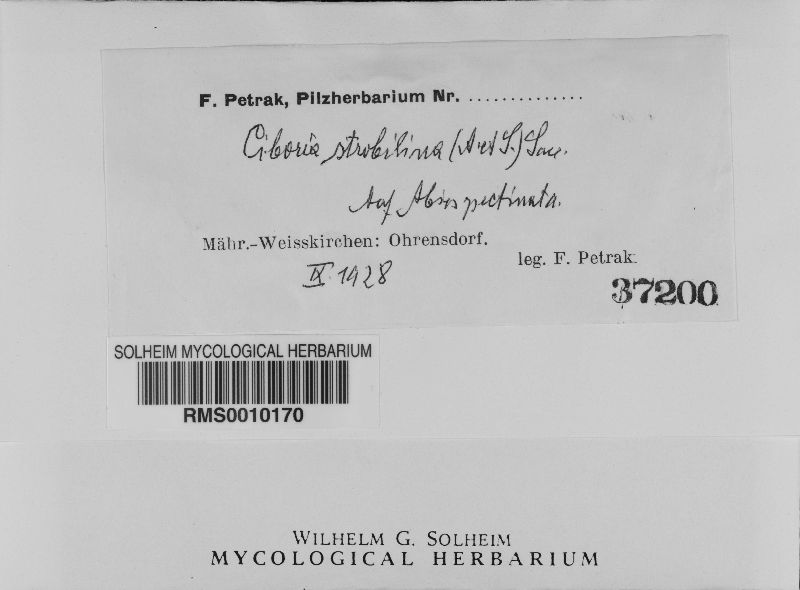 F. Petrak, Pilzherbarium Nr. ..............
Ciboria strobilina (A et S.) Sacc.
Auf Abies pectinata.
Mähr.-Weisskirchen: Ohrensdorf.
IX. 1928
leg. F. Petrak.
37200
SOLHEIM MYCOLOGICAL HERBARIUM
RMS0010170
WILHELM G. SOLHEIM
MYCOLOGICAL HERBARIUM